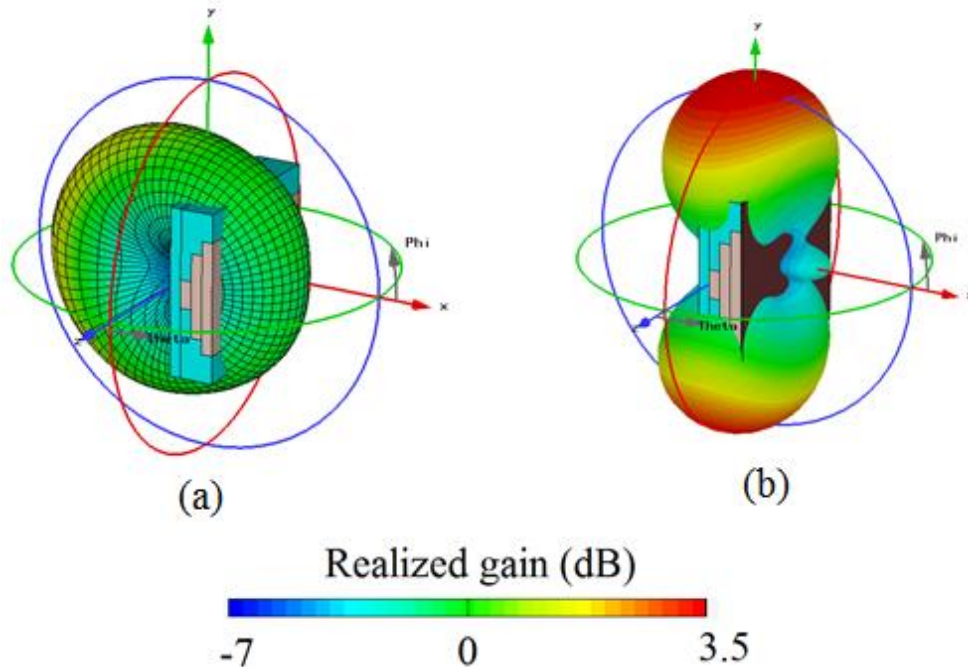 y
y
Phi
x
z
Theta
Phi
Theta
(a)
(b)
Realized gain (dB)
-7 0 3.5